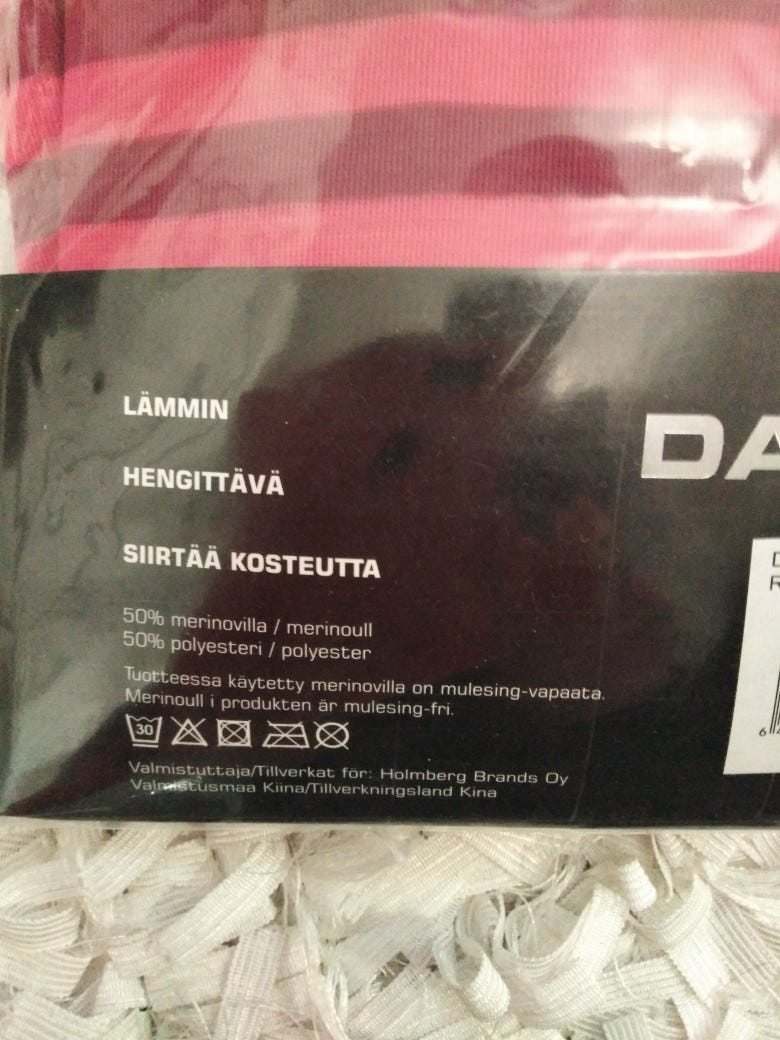 LÄMMIN
HENGITTÄVÄ
SIIRTÄÄ KOSTEUTTA
50% merinovilla / merinoull
50% polyesteri / polyester
Tuotteessa käytetty merinovilla on mulesing-vapaata.
Merinoull i produkten är mulesing-fri.
30
Valmistuttaja/Tillverkat för: Holmberg Brands Oy
Valmistusmaa Kiina/Tillverkningsland Kina
DA
R
6